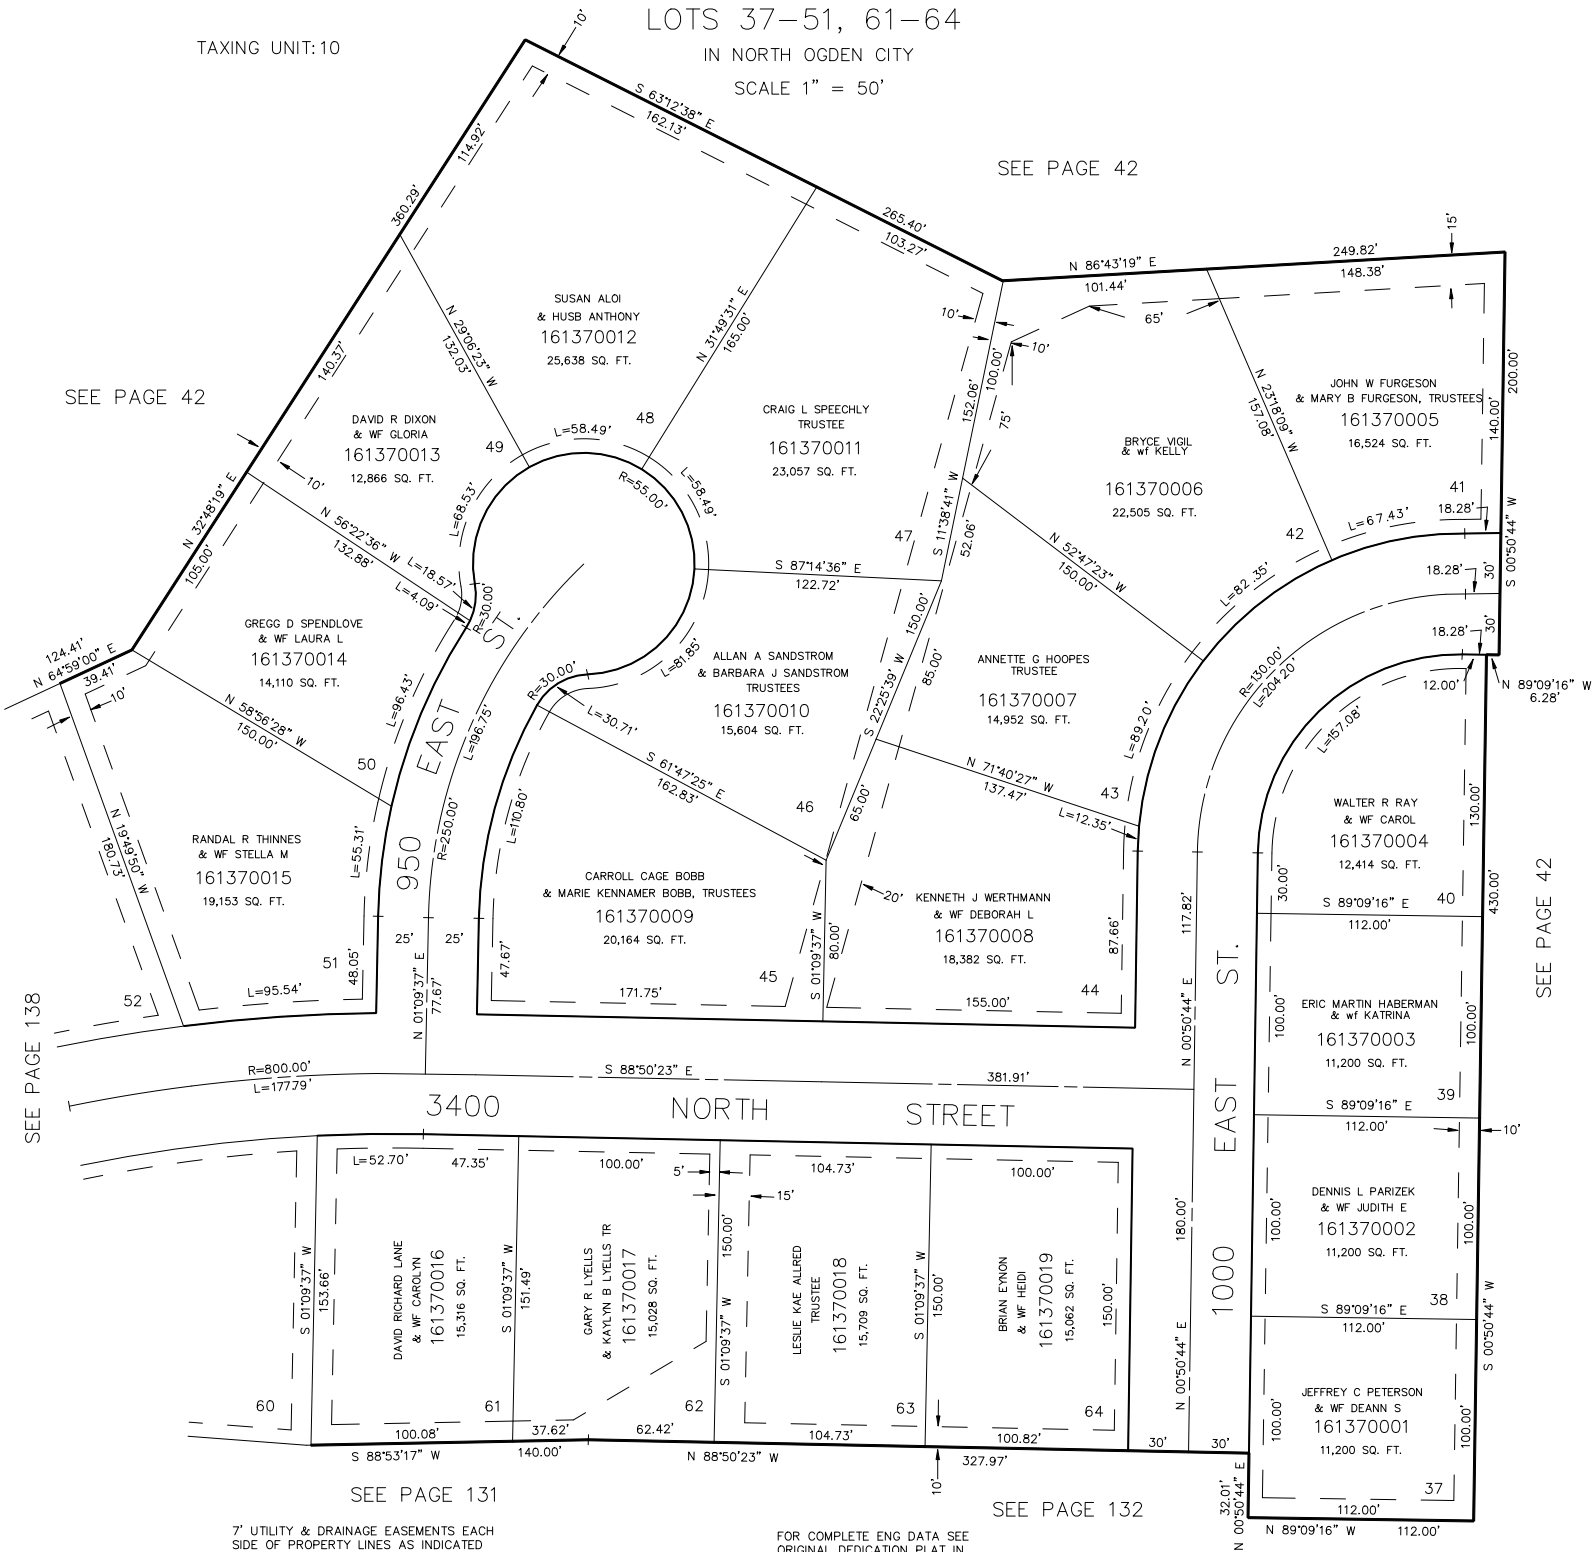 LOTS 37-51, 61-64
TAXING UNIT: 10
IN NORTH OGDEN CITY
SCALE 1" = 50'
10'
S 63°12'38" E
162.13'
114.92'
360.29'
SEE PAGE 42
265.40'
103.27'
15'
249.82'
N 86°43'19" E
148.38'
101.44'
65'
10'
10'
SUSAN ALOI
& HUSB ANTHONY
161370012
25,638 SQ. FT.
48
N 29°06'23" W
132.03'
N 31°49'31" E
165.00'
140.37'
SEE PAGE 42
DAVID R DIXON
& WF GLORIA
161370013
12,866 SQ. FT.
49
10'
L=58.49'
L=58.49'
R=55.00'
L=68.53'
CRAIG L SPEECHLY
TRUSTEE
161370011
23,057 SQ. FT.
47
100.00'
152.06'
75'
S 11°38'41" W
52.06'
BRYCE VIGIL
& wf KELLY
161370006
22,505 SQ. FT.
42
N 23°18'09" W
157.08'
JOHN W FURGESON
& MARY B FURGESON, TRUSTEES
161370005
16,524 SQ. FT.
41
200.00'
140.00'
18.28'
L=67.43'
S 00°50'44" W
18.28'
30'
30'
18.28'
12.00'
N 89°09'16" W
6.28'
N 32°48'19" E
105.00'
N 56°22'36" W
132.88'
L=18.57'
L=4.09'
R=30.00'
S 87°14'36" E
122.72'
N 52°47'23" W
150.00'
L=82.35'
GREGG D SPENDLOVE
& WF LAURA L
161370014
14,110 SQ. FT.
50
124.41'
N 64°59'00" E
39.41'
10'
N 58°56'28" W
150.00'
L=96.43'
L=196.75'
R=250.00'
950 EAST ST.
R=30.00'
L=30.71'
L=81.85'
ALLAN A SANDSTROM
& BARBARA J SANDSTROM
TRUSTEES
161370010
15,604 SQ. FT.
46
150.00'
85.00'
S 22°25'39" W
65.00'
ANNETTE G HOOPES
TRUSTEE
161370007
14,952 SQ. FT.
43
L=89.20'
R=130.00'
L=204.20'
L=157.08'
N 71°40'27" W
137.47'
L=12.35'
S 61°47'25" E
162.83'
L=110.80'
N 19°49'50" W
180.73'
RANDAL R THINNES
& WF STELLA M
161370015
19,153 SQ. FT.
51
L=55.31'
48.05'
L=95.54'
52
25'
25'
N 01°09'37" E
77.67'
47.67'
CARROLL CAGE BOBB
& MARIE KENNAMER BOBB, TRUSTEES
161370009
20,164 SQ. FT.
45
171.75'
S 01°09'37" W
80.00'
20'
KENNETH J WERTHMANN
& WF DEBORAH L
161370008
18,382 SQ. FT.
44
87.66'
155.00'
117.82'
N 00°50'44" E
WALTER R RAY
& WF CAROL
161370004
12,414 SQ. FT.
40
130.00'
30.00'
430.00'
SEE PAGE 42
S 89°09'16" E
112.00'
ERIC MARTIN HABERMAN
& wf KATRINA
161370003
11,200 SQ. FT.
39
100.00'
100.00'
S 89°09'16" E
112.00'
10'
SEE PAGE 138
R=800.00'
L=177.79'
S 88°50'23" E
381.91'
3400 NORTH STREET
1000 EAST ST.
L=52.70'
47.35'
100.00'
5'
15'
104.73'
100.00'
60
S 01°09'37" W
153.66'
DAVID RICHARD LANE
& WF CAROLYN
161370016
15,316 SQ. FT.
61
S 01°09'37" W
151.49'
GARY R LYELLS
& KAYLYN B LYELLS TR
161370017
15,028 SQ. FT.
62
150.00'
S 01°09'37" W
LESLIE KAE ALLRED
TRUSTEE
161370018
15,709 SQ. FT.
63
S 01°09'37" W
150.00'
BRIAN EYNON
& WF HEIDI
161370019
15,062 SQ. FT.
64
150.00'
180.00'
N 00°50'44" E
DENNIS L PARIZEK
& WF JUDITH E
161370002
11,200 SQ. FT.
38
100.00'
100.00'
S 89°09'16" E
112.00'
S 00°50'44" W
JEFFREY C PETERSON
& WF DEANN S
161370001
11,200 SQ. FT.
37
100.00'
100.00'
112.00'
100.08'
37.62'
62.42'
104.73'
100.82'
30'
30'
S 88°53'17" W
140.00'
N 88°50'23" W
327.97'
10'
32.01'
N 00°50'44" E
N 89°09'16" W
112.00'
SEE PAGE 131
SEE PAGE 132
7' UTILITY & DRAINAGE EASEMENTS EACH
SIDE OF PROPERTY LINES AS INDICATED
FOR COMPLETE ENG DATA SEE
ORIGINAL DEDICATION PLAT IN